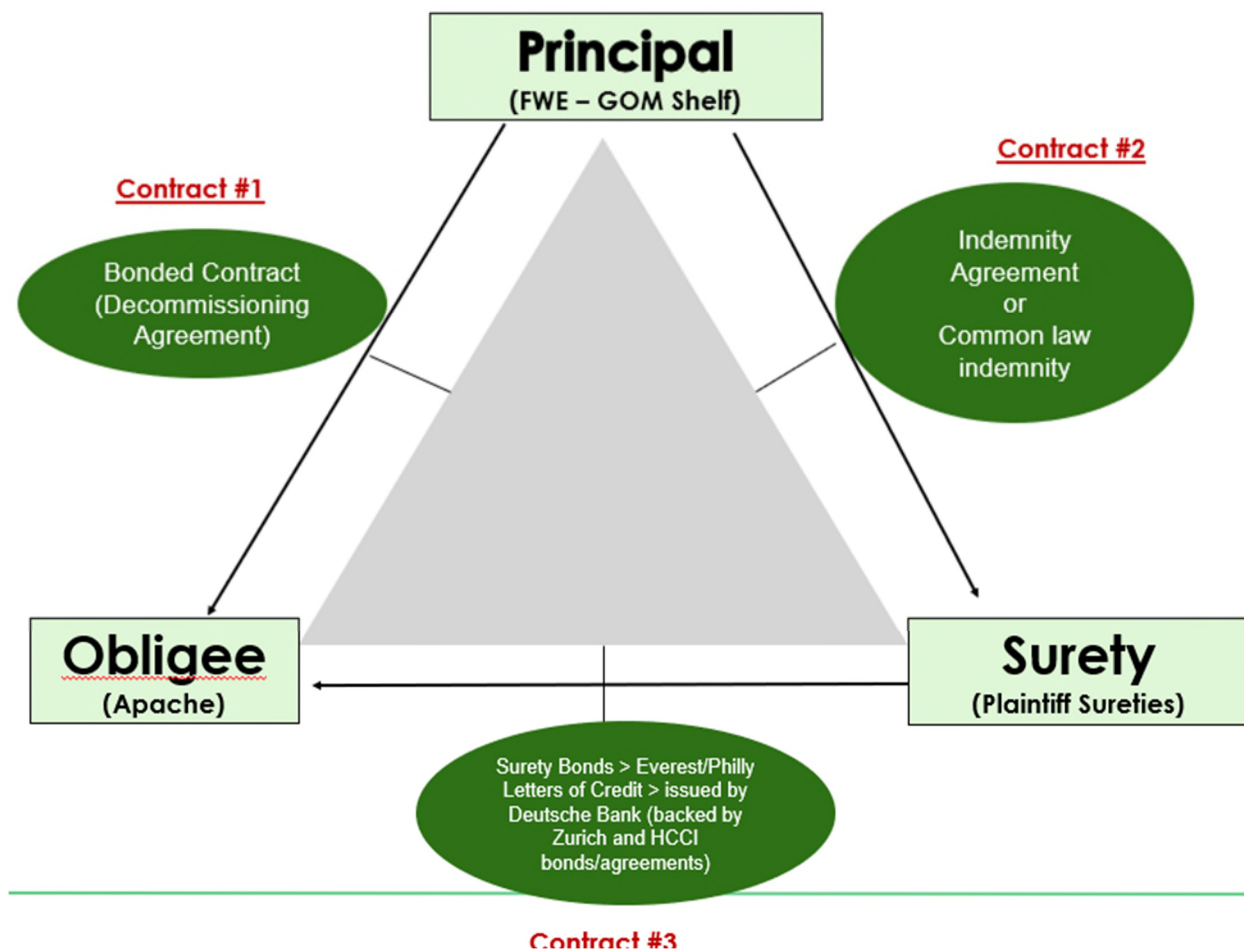 Principal
(FWE – GOM Shelf)
Contract #1
Contract #2
Bonded Contract
(Decommissioning
Agreement)
Indemnity
Agreement
or
Common law
indemnity
Obligee
(Apache)
Surety
(Plaintiff Sureties)
Surety Bonds > Everest/Philly
Letters of Credit > issued by
Deutsche Bank (backed by
Zurich and HCCI
bonds/agreements)
Contract #3